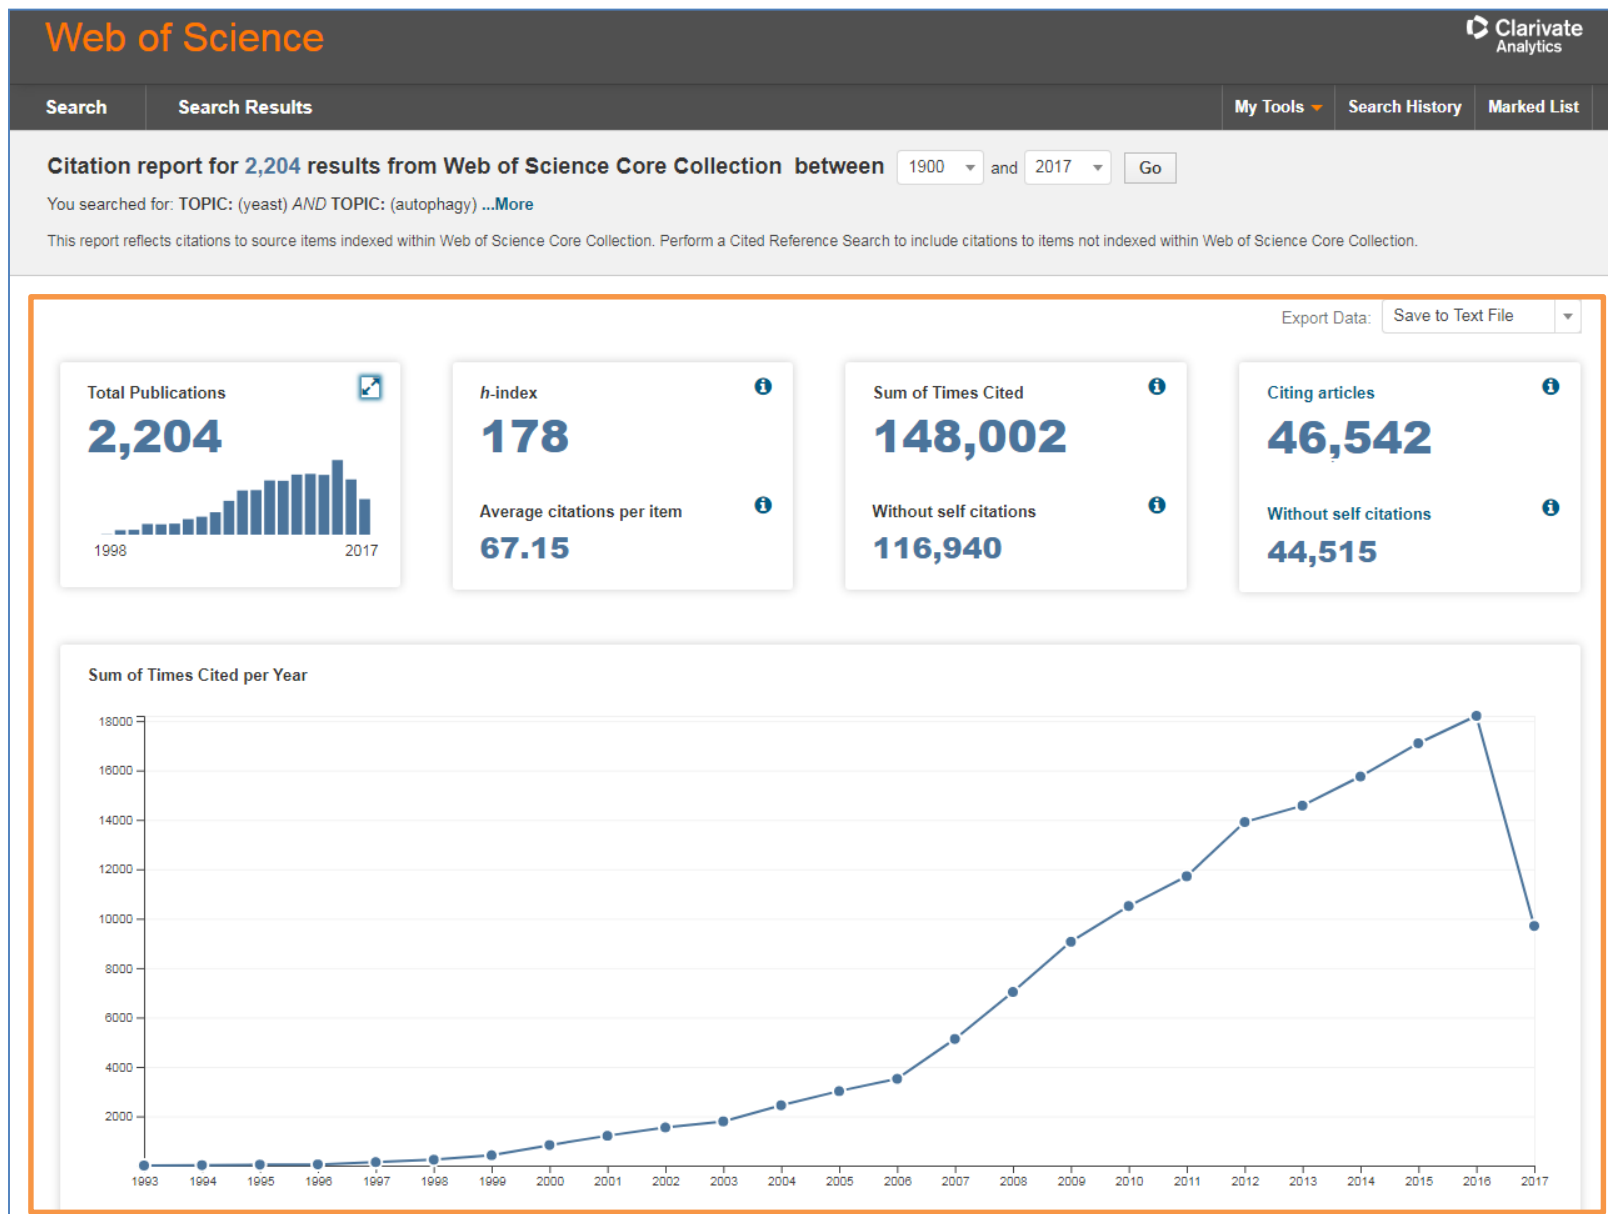 Web of Science
Clarivate
Analytics
Search
Search Results
My Tools
Search History
Marked List
Citation report for 2,204 results from Web of Science Core Collection between 1900 and 2017 Go
You searched for: TOPIC: (yeast) AND TOPIC: (autophagy) ...More
This report reflects citations to source items indexed within Web of Science Core Collection. Perform a Cited Reference Search to include citations to items not indexed within Web of Science Core Collection.
Export Data: Save to Text File
Total Publications
2,204
1998 2017
h-index
178
Average citations per item
67.15
Sum of Times Cited
148,002
Without self citations
116,940
Citing articles
46,542
Without self citations
44,515
Sum of Times Cited per Year
18000
16000
14000
12000
10000
8000
6000
4000
2000
1993 1994 1995 1996 1997 1998 1999 2000 2001 2002 2003 2004 2005 2006 2007 2008 2009 2010 2011 2012 2013 2014 2015 2016 2017